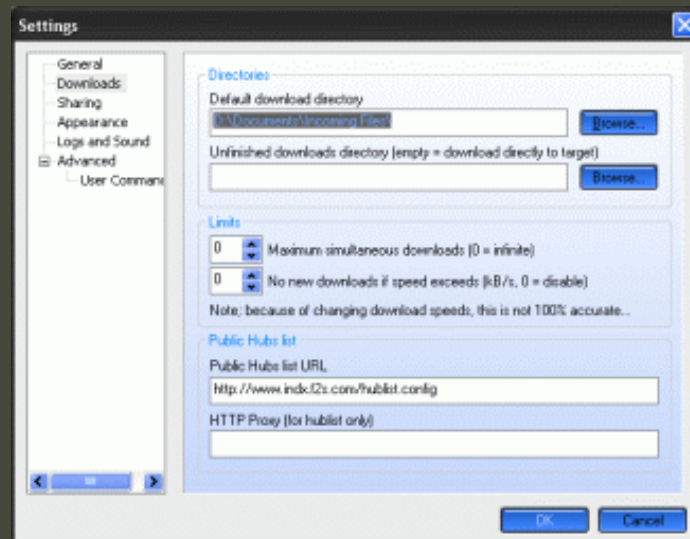 Settings
General
Downloads
Sharing
Appearance
Logs and Sound
Advanced
User Comman
Directories
Default download directory
D:\Documents\Incoming Files\
Browse...
Unfinished downloads directory (empty = download directly to target)
Browse...
Limits
0 Maximum simultaneous downloads (0 = infinite)
0 No new downloads if speed exceeds (kB/s, 0 = disable)
Note; because of changing download speeds, this is not 100% accurate...
Public Hubs list
Public Hubs list URL
http://www.indx.f2s.com/hublist.config
HTTP Proxy (for hublist only)
OK
Cancel